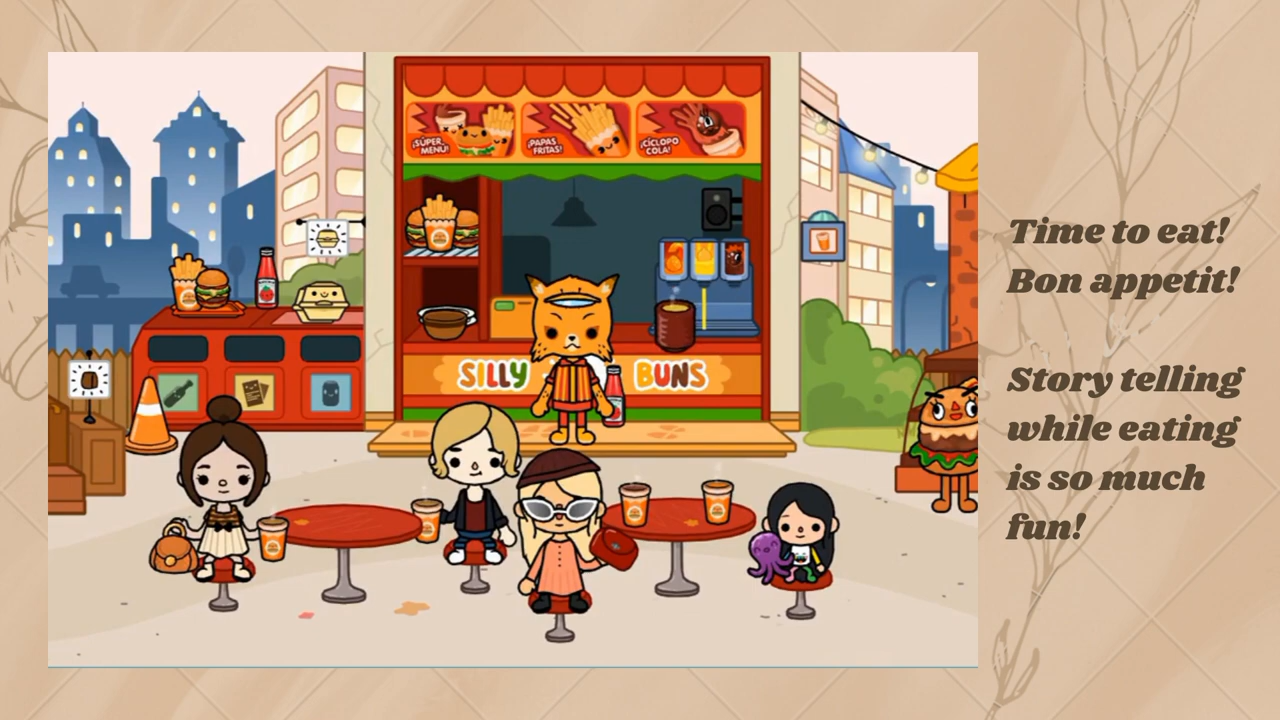 ¡SÚPER
MENÚ!
¡PAPAS
FRITAS!
¡CÍCLOPO
COLA!
SILLY BUNS
Time to eat!
Bon appetit!
Story telling
while eating
is so much
fun!